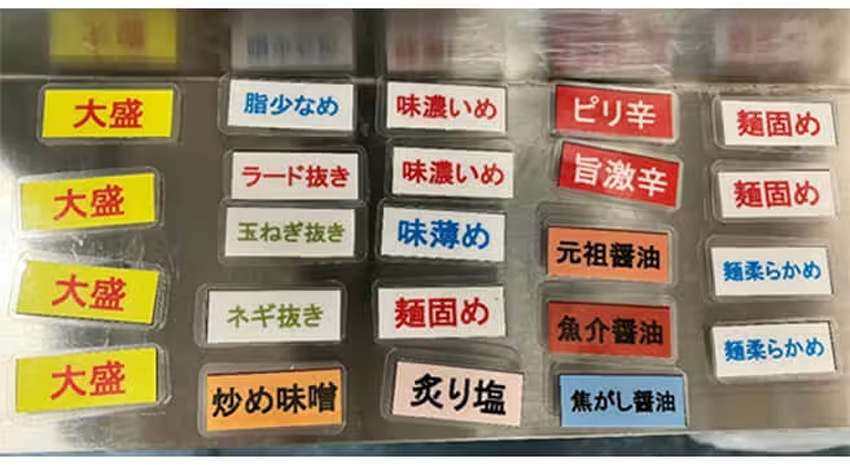 大盛
脂少なめ
味濃いめ
ピリ辛
麺固め
大盛
ラード抜き
味濃いめ
旨激辛
麺固め
玉ねぎ抜き
味薄め
元祖醤油
麺柔らかめ
大盛
ネギ抜き
麺固め
魚介醤油
麺柔らかめ
大盛
炒め味噌
炙り塩
焦がし醤油